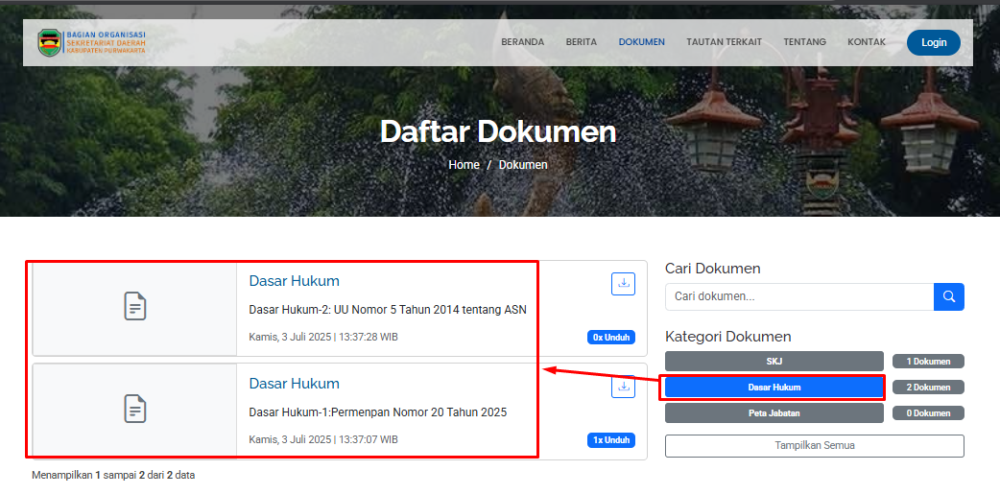 BAGIAN ORGANISASI
SEKRETARIAT DAERAH
KABUPATEN PURWAKARTA
BERANDA BERITA DOKUMEN TAUTAN TERKAIT TENTANG KONTAK Login
Daftar Dokumen
Home / Dokumen
Dasar Hukum
Dasar Hukum-2: UU Nomor 5 Tahun 2014 tentang ASN
Kamis, 3 Juli 2025 | 13:37:28 WIB
0x Unduh
Dasar Hukum
Dasar Hukum-1:Permenpan Nomor 20 Tahun 2025
Kamis, 3 Juli 2025 | 13:37:07 WIB
1x Unduh
Menampilkan 1 sampai 2 dari 2 data
Cari Dokumen
Cari dokumen...
Kategori Dokumen
SKJ 1 Dokumen
Dasar Hukum 2 Dokumen
Peta Jabatan 0 Dokumen
Tampilkan Semua